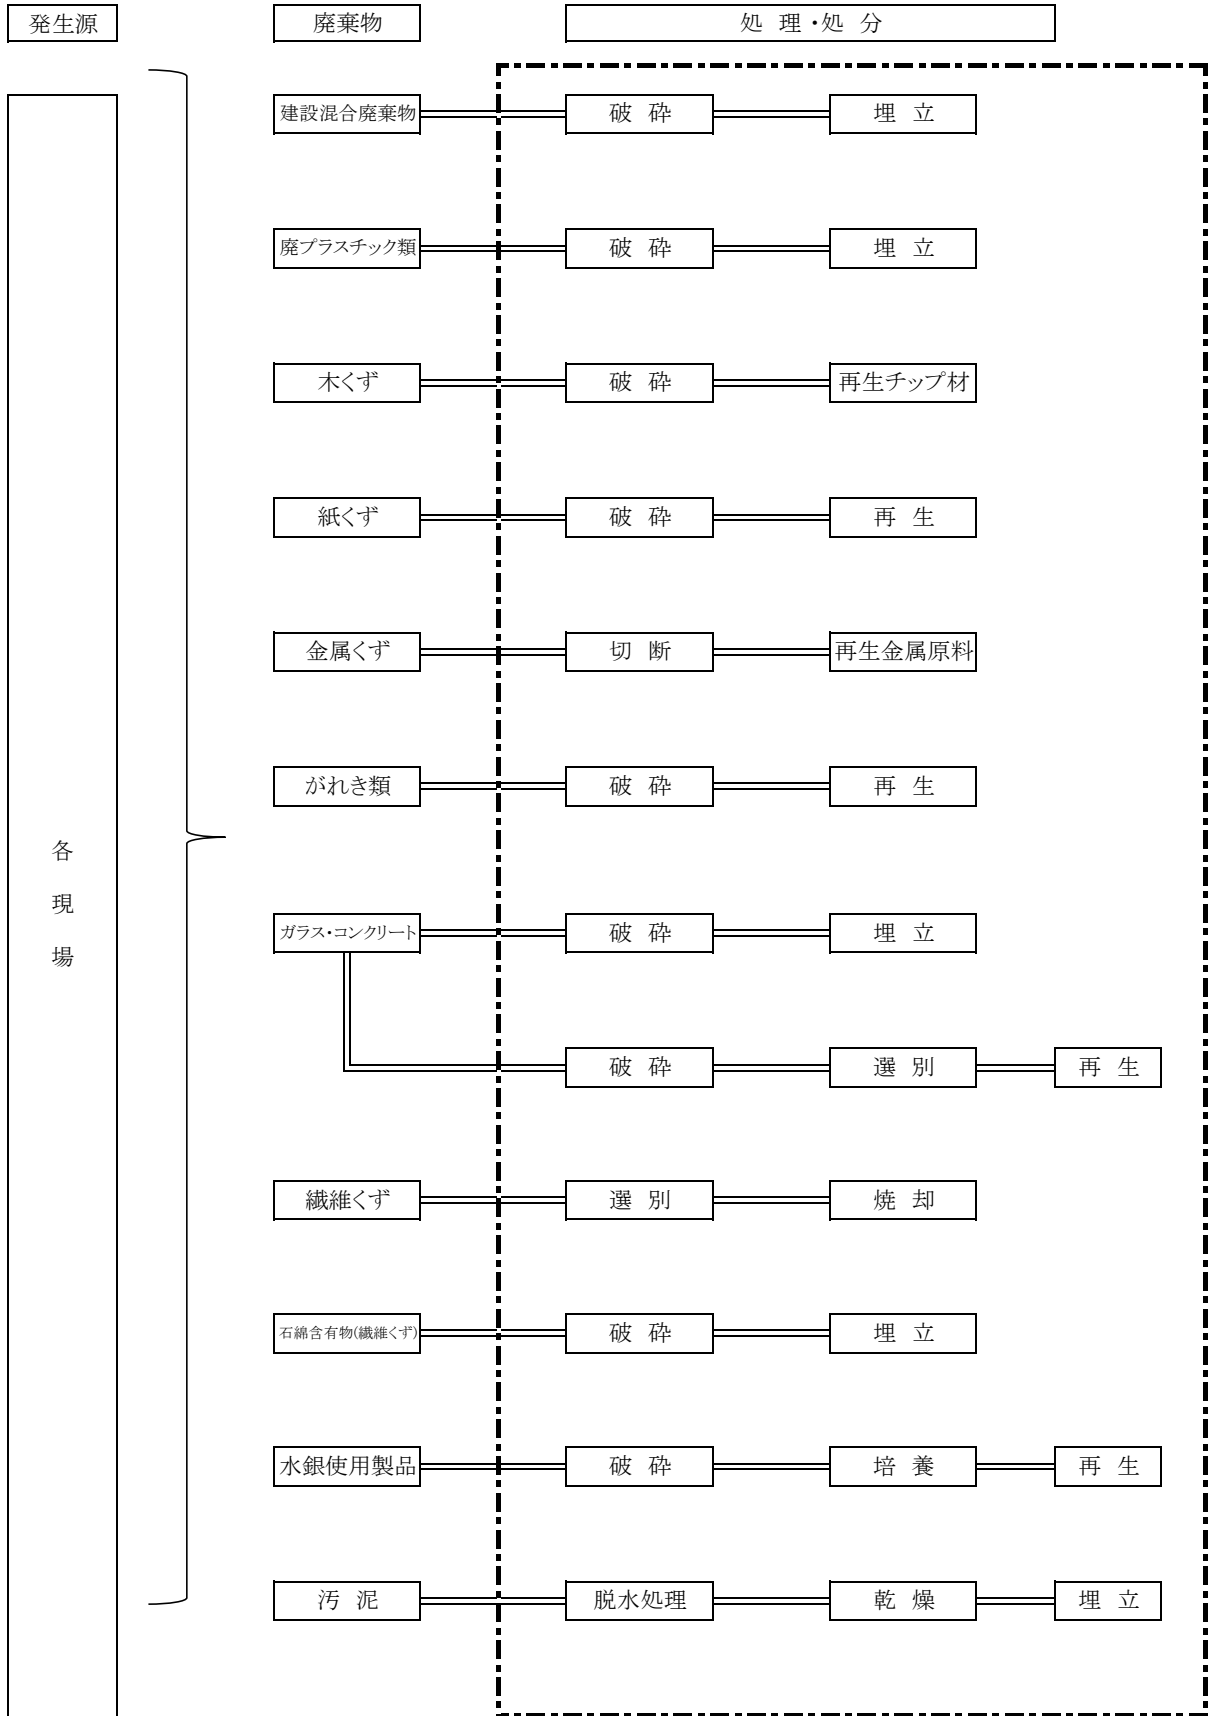 発生源 廃棄物 処 理・処 分
建設混合廃棄物 破 砕 埋 立
廃プラスチック類 破 砕 埋 立
木くず 破 砕 再生チップ材
紙くず 破 砕 再 生
金属くず 切 断 再生金属原料
がれき類 破 砕 再 生
各
現
場
ガラス・コンクリート 破 砕 埋 立
破 砕 選 別 再 生
繊維くず 選 別 焼 却
石綿含有物(繊維くず) 破 砕 埋 立
水銀使用製品 破 砕 培 養 再 生
汚 泥 脱水処理 乾 燥 埋 立